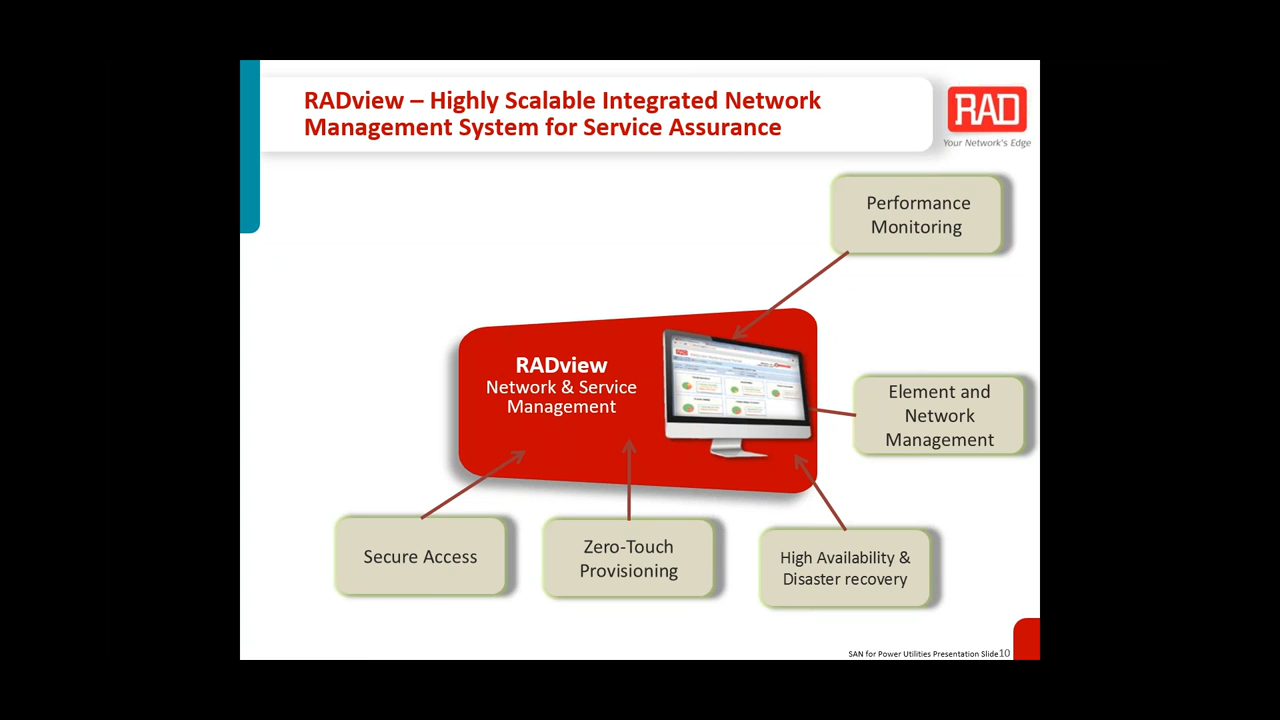 RADview – Highly Scalable Integrated Network
Management System for Service Assurance
RAD
Your Network's Edge
Performance
Monitoring
RADview
Network & Service
Management
RAD
Element and
Network
Management
Secure Access
Zero-Touch
Provisioning
High Availability &
Disaster recovery
SAN for Power Utilities Presentation Slide10